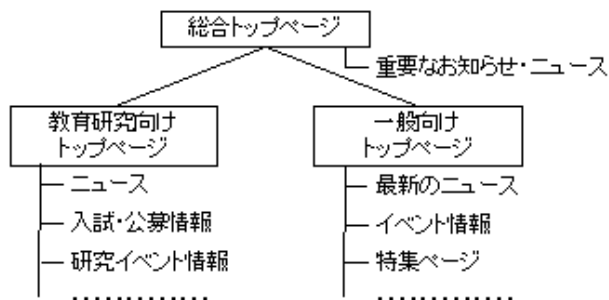 総合トップページ
重要なお知らせ・ニュース
教育研究向け
トップページ
ニュース
入試・公募情報
研究イベント情報
・・・・・・・・・・・・・
一般向け
トップページ
最新のニュース
イベント情報
特集ページ
・・・・・・・・・・・・・